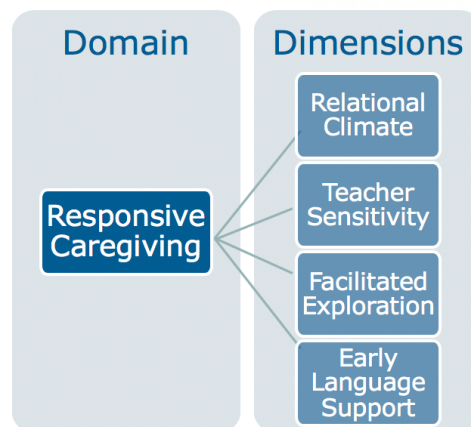 Domain
Dimensions
Responsive
Caregiving
Relational
Climate
Teacher
Sensitivity
Facilitated
Exploration
Early
Language
Support